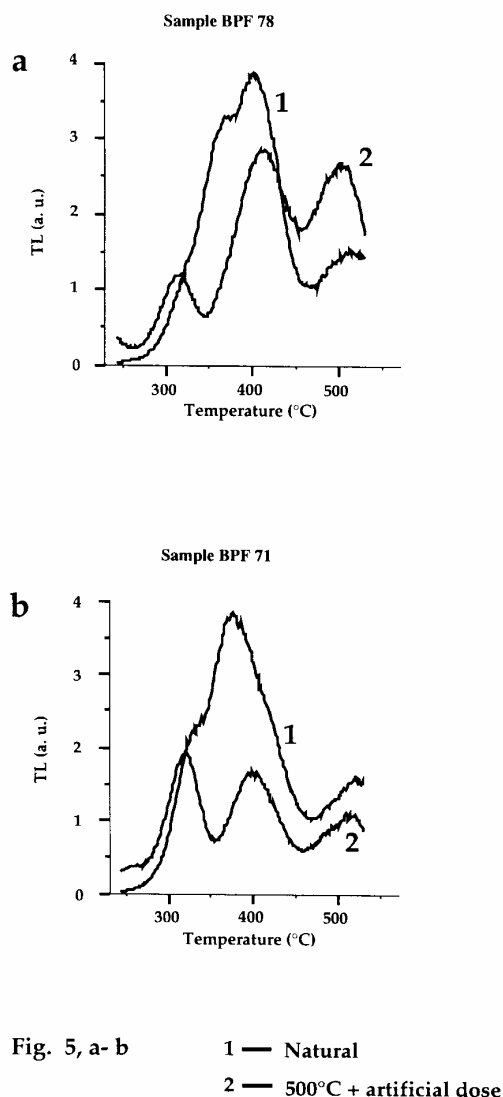 Sample BPF 78
a
4
3
2
1
0
TL (a. u.)
1
2
300 400 500
Temperature (°C)
Sample BPF 71
b
4
3
2
1
0
TL (a. u.)
1
2
300 400 500
Temperature (°C)
Fig. 5, a- b
1 — Natural
2 — 500°C + artificial dose